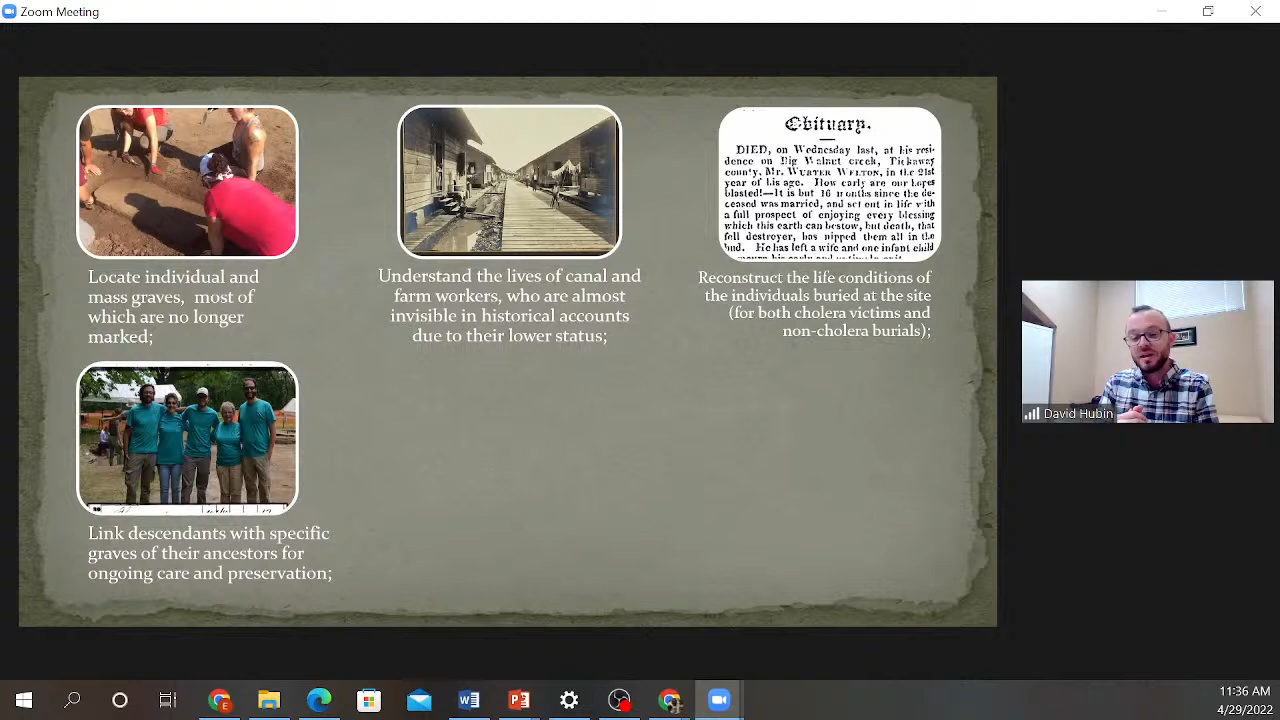 Zoom Meeting
Obituary.
DIED, on Wednesday last, at his resi-
dence on Big Walnut creek, Pickaway
county, Mr. WURTER WELTON, in the 21st
year of his age. How early are our hopes
blasted!—It is but 16 months since the de-
ceased was married, and set out in life with
a full prospect of enjoying every blessing
which this earth can bestow, but death, that
fell destroyer, has nipped them all in the
bud. He has left a wife and one infant child
Locate individual and
mass graves, most of
which are no longer
marked;
Understand the lives of canal and
farm workers, who are almost
invisible in historical accounts
due to their lower status;
Reconstruct the life conditions of
the individuals buried at the site
(for both cholera victims and
non-cholera burials);
Link descendants with specific
graves of their ancestors for
ongoing care and preservation;
David Hubin
11:36 AM
4/29/2022